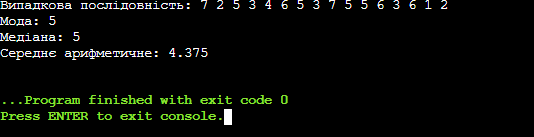 Випадкова послідовність: 7 2 5 3 4 6 5 3 7 5 5 6 3 6 1 2
Мода: 5
Медіана: 5
Середнє арифметичне: 4.375
...Program finished with exit code 0
Press ENTER to exit console.